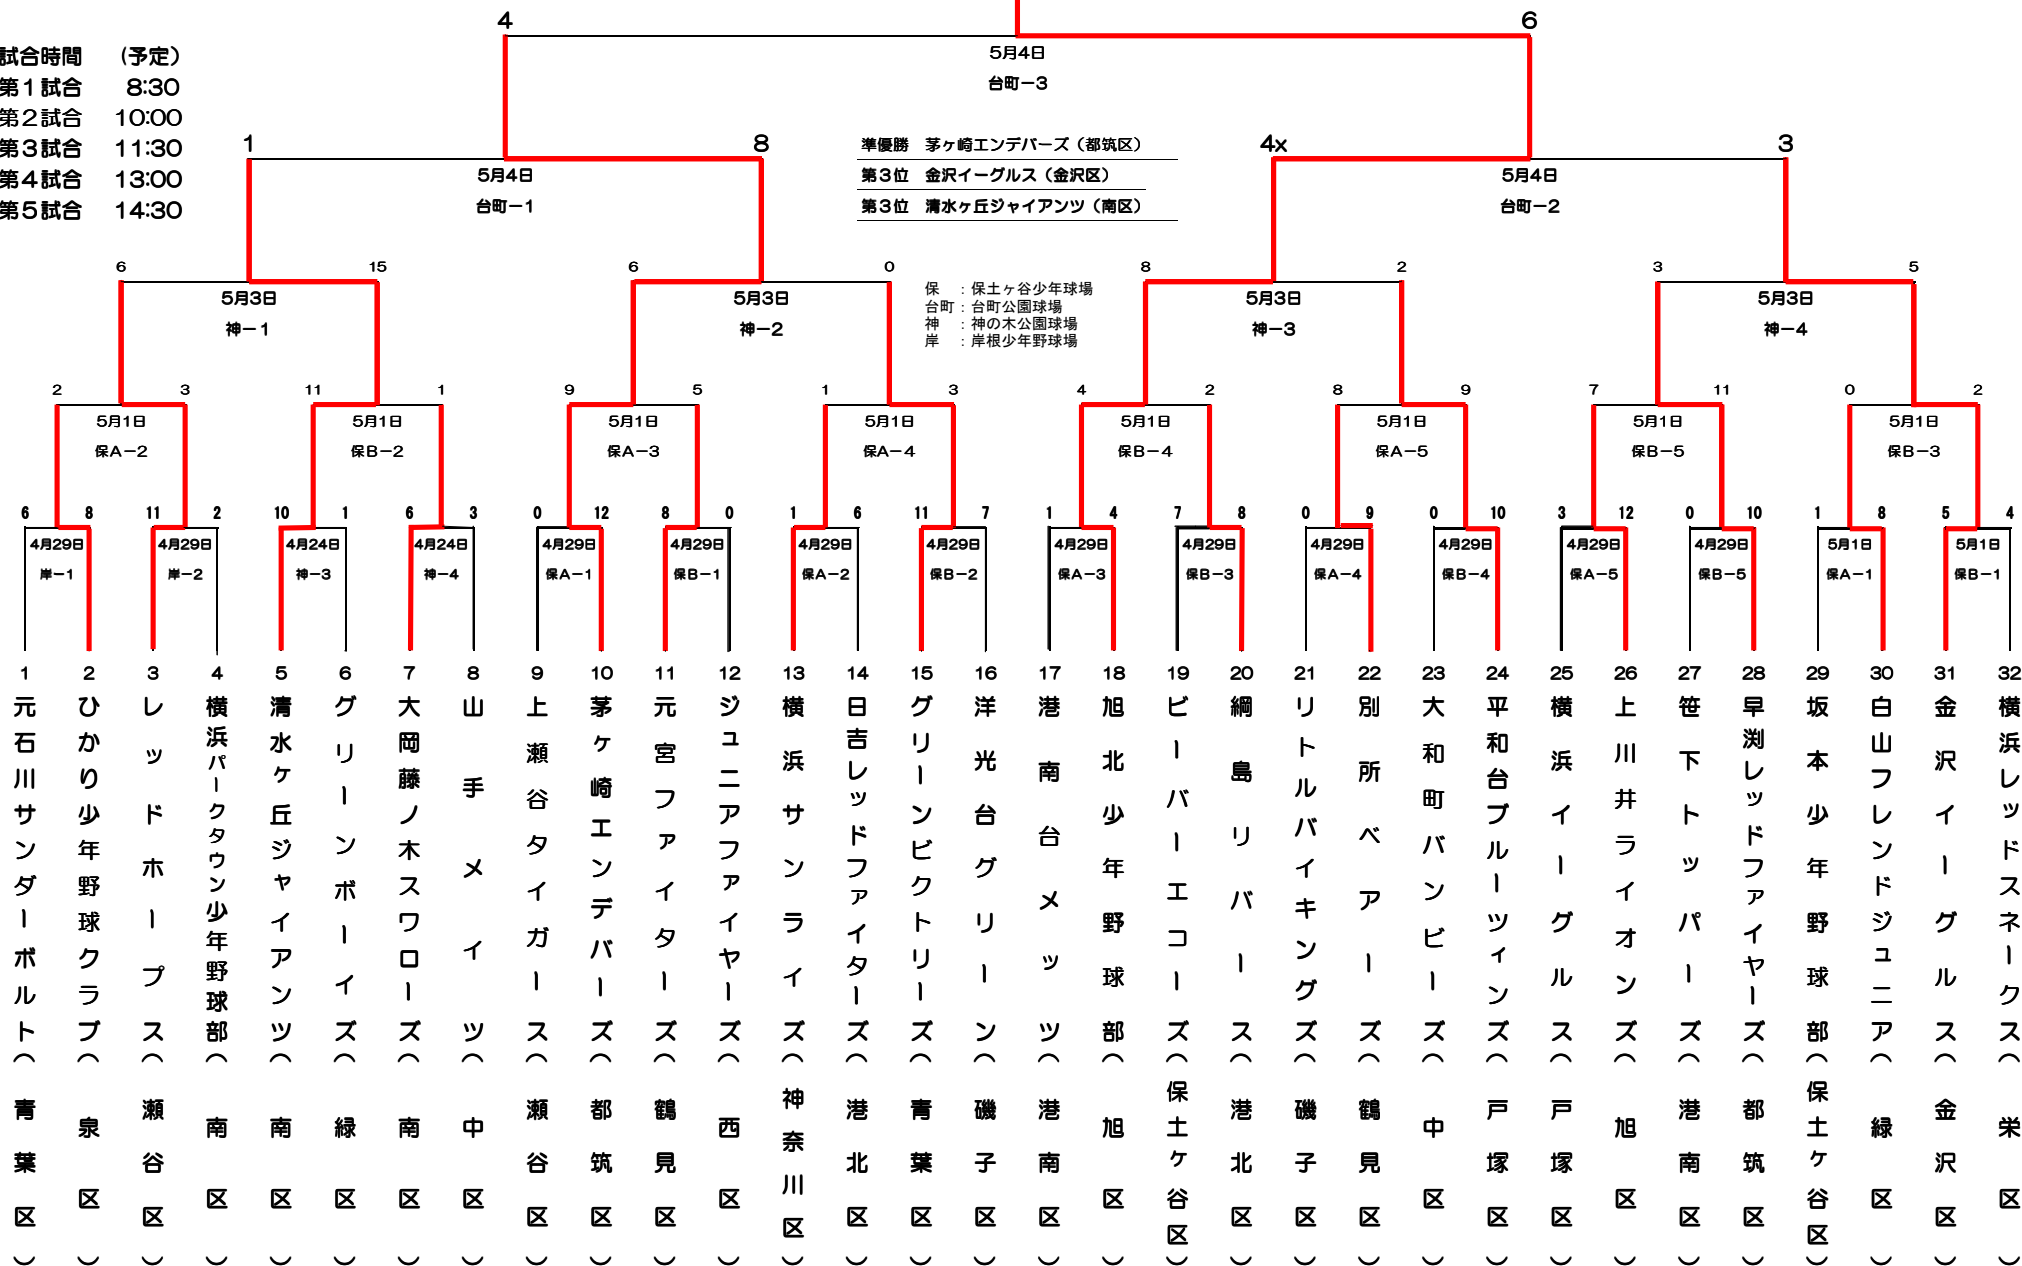 4 6
5月4日
台町－3
試合時間 (予定)
第1試合 8:30
第2試合 10:00
第3試合 11:30
第4試合 13:00
第5試合 14:30
1 8 4x 3
5月4日 5月4日
台町－1 台町－2
準優勝 茅ヶ崎エンデバーズ（都筑区）
第3位 金沢イーグルス（金沢区）
第3位 清水ヶ丘ジャイアンツ（南区）
6 15 6 0 8 2 3 5
5月3日 5月3日 5月3日 5月3日
神－1 神－2 神－3 神－4
保 ：保土ヶ谷少年球場
台町：台町公園球場
神 ：神の木公園球場
岸 ：岸根少年野球場
2 3 11 1 9 5 1 3 4 2 8 9 7 11 0 2
5月1日 5月1日 5月1日 5月1日 5月1日 5月1日 5月1日 5月1日
保A－2 保B－2 保A－3 保A－4 保B－4 保A－5 保B－5 保B－3
6 8 11 2 10 1 6 3 0 12 8 0 1 6 11 7 1 4 7 8 0 9 0 10 3 12 0 10 1 8 5 4
4月29日 4月29日 4月24日 4月24日 4月29日 4月29日 4月29日 4月29日 4月29日 4月29日 4月29日 4月29日 4月29日 4月29日 5月1日 5月1日
岸－1 岸－2 神－3 神－4 保A－1 保B－1 保A－2 保B－2 保A－3 保B－3 保A－4 保B－4 保A－5 保B－5 保A－1 保B－1
1 元石川サンダーボルト（青葉区）
2 ひかり少年野球クラブ（泉区）
3 レッドホープス（瀬谷区）
4 横浜パークタウン少年野球部（南区）
5 清水ヶ丘ジャイアンツ（南区）
6 グリーンボーイズ（緑区）
7 大岡藤ノ木スワローズ（南区）
8 山手メイツ（中区）
9 上瀬谷タイガース（瀬谷区）
10 茅ヶ崎エンデバーズ（都筑区）
11 元宮ファイターズ（鶴見区）
12 ジュニアファイヤーズ（西区）
13 横浜サンライズ（神奈川区）
14 日吉レッドファイターズ（港北区）
15 グリーンビクトリーズ（青葉区）
16 洋光台グリーン（磯子区）
17 港南台メッツ（港南区）
18 旭北少年野球部（旭区）
19 ビーバーエコーズ（保土ヶ谷区）
20 綱島リバース（港北区）
21 リトルバイキングズ（磯子区）
22 別所ベアーズ（鶴見区）
23 大和町バンビーズ（中区）
24 平和台ブルーツインズ（戸塚区）
25 横浜イーグルス（戸塚区）
26 上川井ライオンズ（旭区）
27 笹下トッパーズ（港南区）
28 早渕レッドファイヤーズ（都筑区）
29 坂本少年野球部（保土ヶ谷区）
30 白山フレンドジュニア（緑区）
31 金沢イーグルス（金沢区）
32 横浜レッドスネークス（栄区）